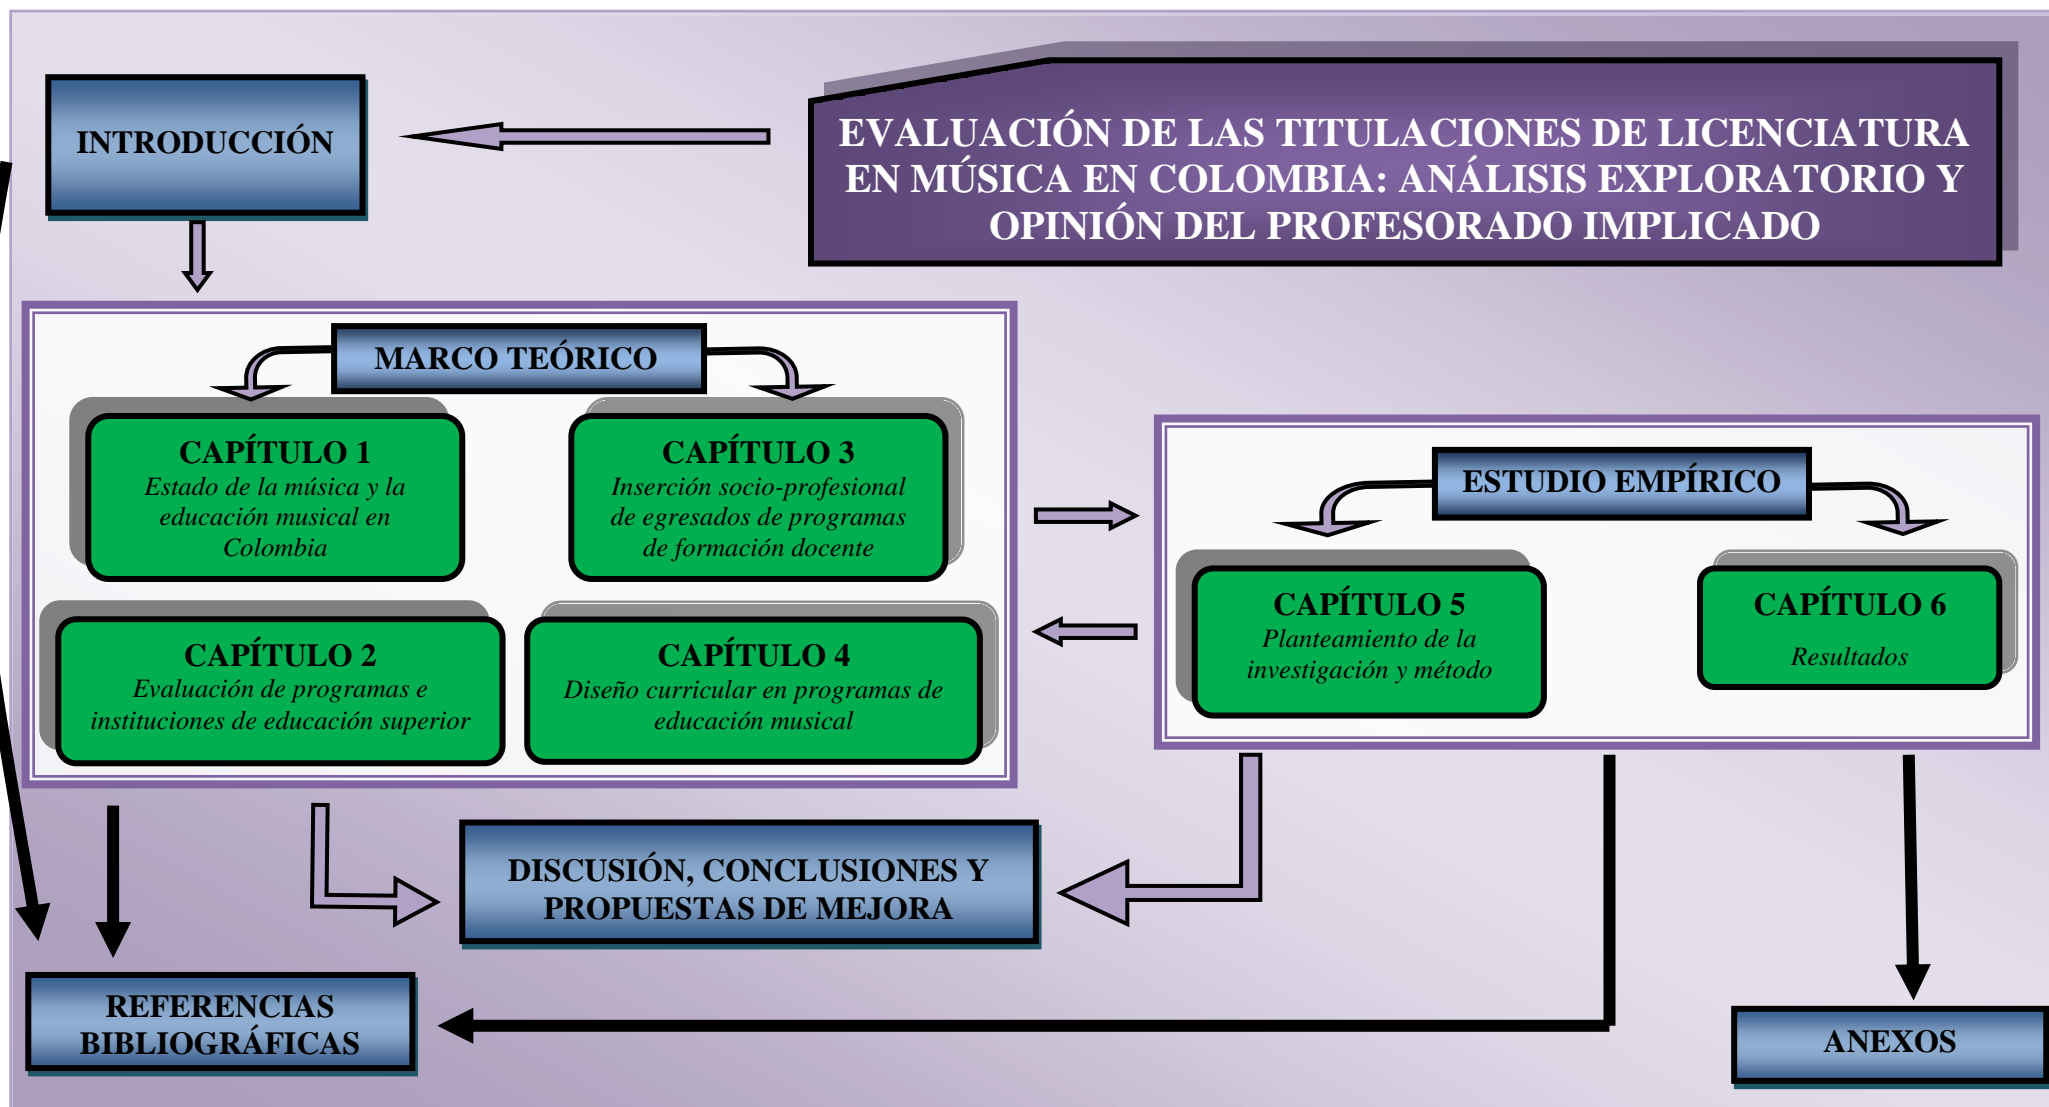 INTRODUCCIÓN
EVALUACIÓN DE LAS TITULACIONES DE LICENCIATURA
EN MÚSICA EN COLOMBIA: ANÁLISIS EXPLORATORIO Y
OPINIÓN DEL PROFESORADO IMPLICADO
MARCO TEÓRICO
CAPÍTULO 1
Estado de la música y la
educación musical en
Colombia
CAPÍTULO 3
Inserción socio-profesional
de egresados de programas
de formación docente
CAPÍTULO 2
Evaluación de programas e
instituciones de educación superior
CAPÍTULO 4
Diseño curricular en programas de
educación musical
ESTUDIO EMPÍRICO
CAPÍTULO 5
Planteamiento de la
investigación y método
CAPÍTULO 6
Resultados
DISCUSIÓN, CONCLUSIONES Y
PROPUESTAS DE MEJORA
REFERENCIAS
BIBLIOGRÁFICAS
ANEXOS